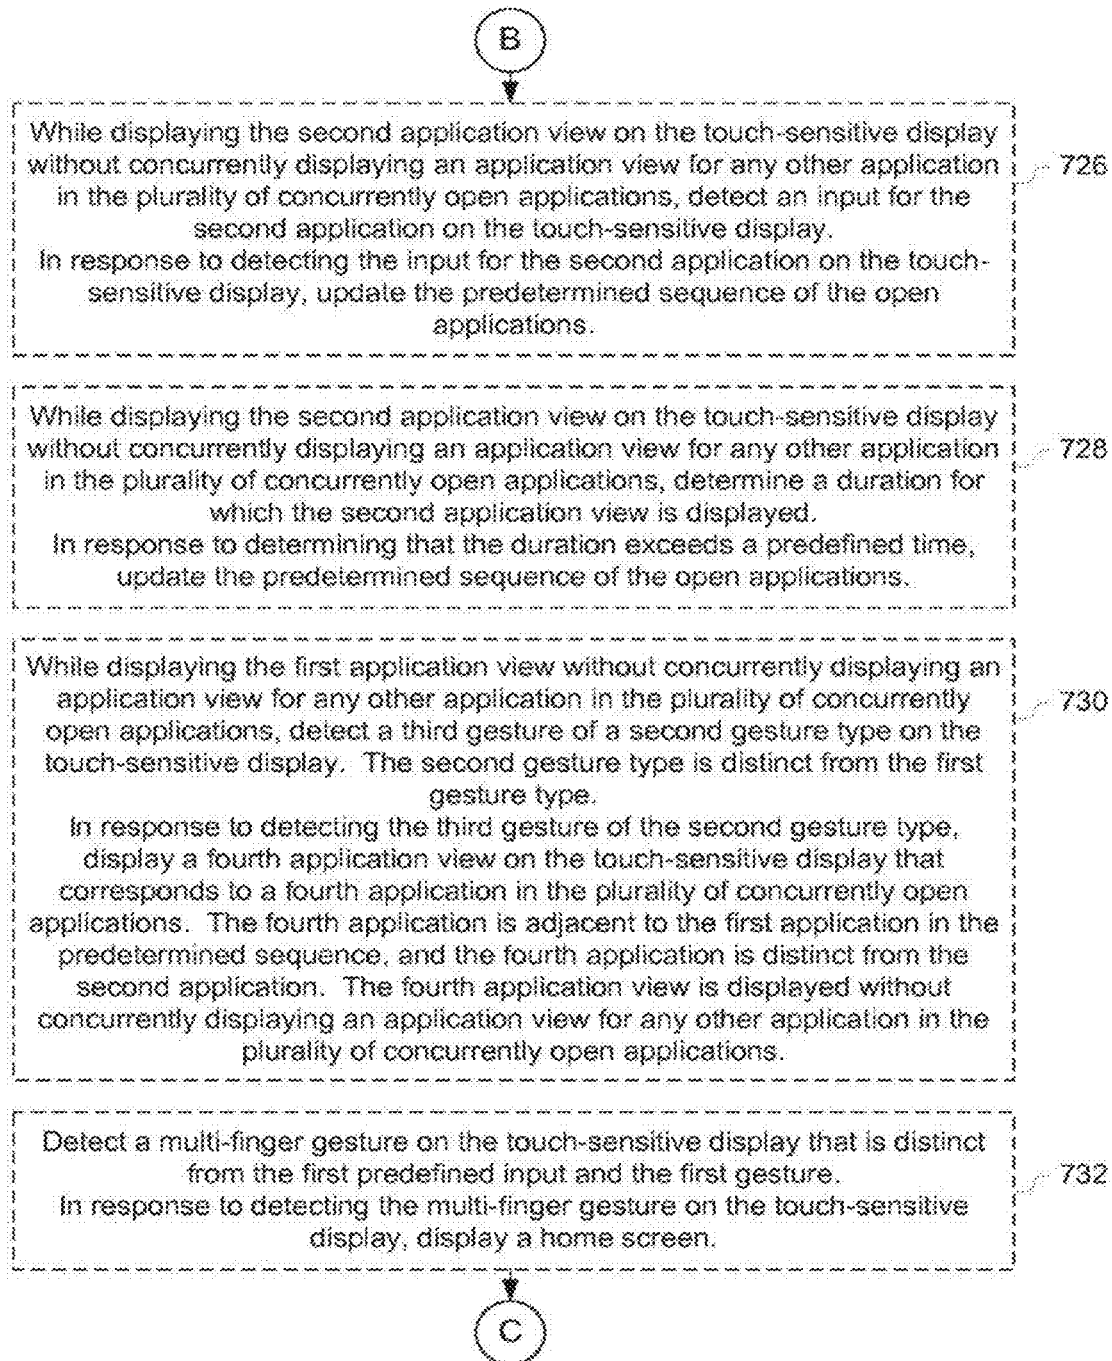 B
While displaying the second application view on the touch-sensitive display
without concurrently displaying an application view for any other application
in the plurality of concurrently open applications, detect an input for the
second application on the touch-sensitive display.
In response to detecting the input for the second application on the touch-
sensitive display, update the predetermined sequence of the open
applications.
726
While displaying the second application view on the touch-sensitive display
without concurrently displaying an application view for any other application
in the plurality of concurrently open applications, determine a duration for
which the second application view is displayed.
In response to determining that the duration exceeds a predefined time,
update the predetermined sequence of the open applications.
728
While displaying the first application view without concurrently displaying an
application view for any other application in the plurality of concurrently
open applications, detect a third gesture of a second gesture type on the
touch-sensitive display. The second gesture type is distinct from the first
gesture type.
In response to detecting the third gesture of the second gesture type,
display a fourth application view on the touch-sensitive display that
corresponds to a fourth application in the plurality of concurrently open
applications. The fourth application is adjacent to the first application in the
predetermined sequence, and the fourth application is distinct from the
second application. The fourth application view is displayed without
concurrently displaying an application view for any other application in the
plurality of concurrently open applications.
730
Detect a multi-finger gesture on the touch-sensitive display that is distinct
from the first predefined input and the first gesture.
In response to detecting the multi-finger gesture on the touch-sensitive
display, display a home screen.
732
C